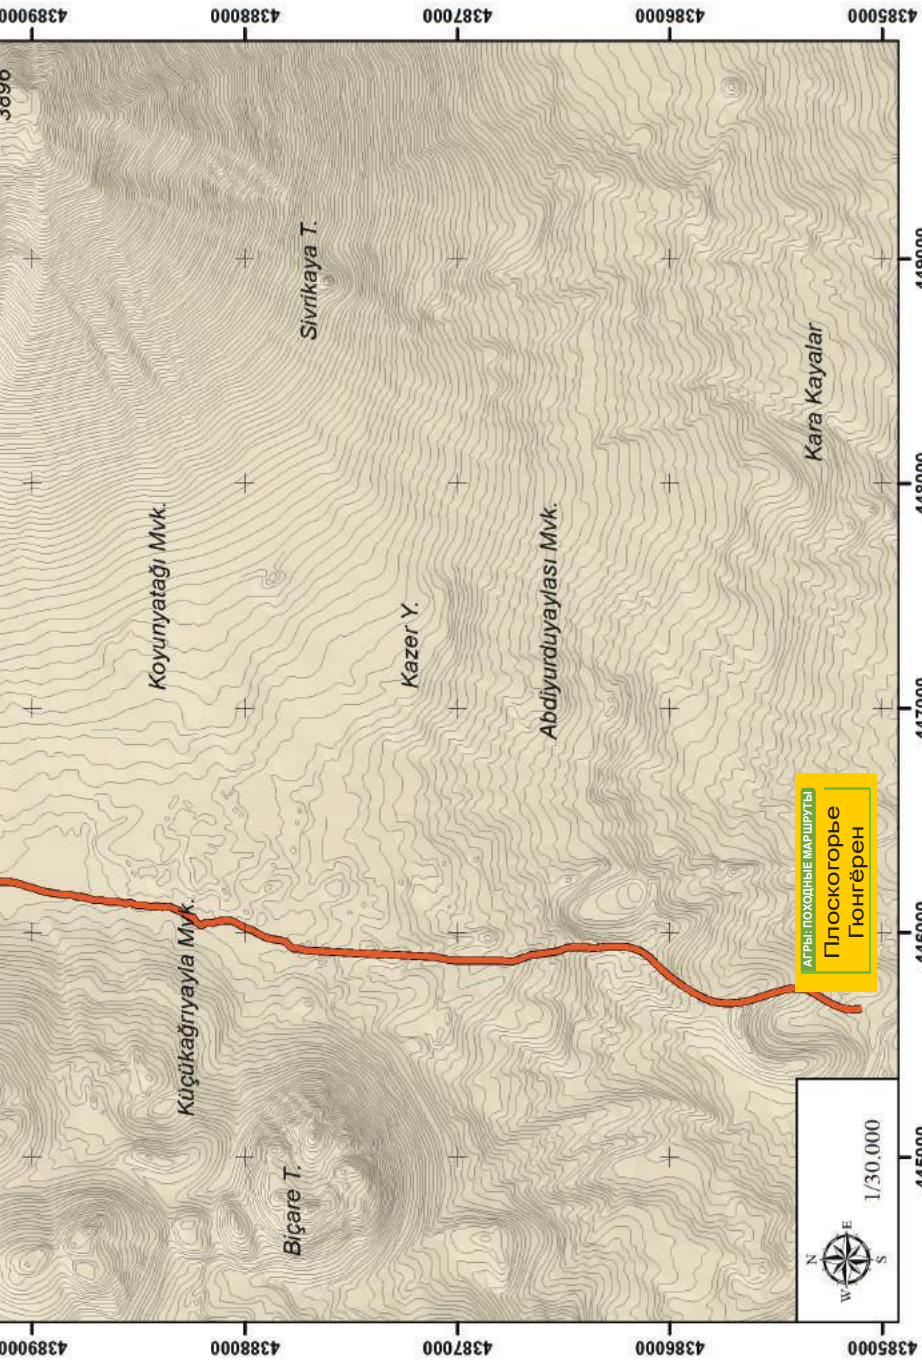 4389000
4388000
4387000
4386000
4385000
3896
Sivrikaya T.
449000
Kara Kayalar
Koyunyatağı Mvk.
448000
Kazer Y.
Abdiyurduyaylası Mvk.
447000
АГРЫ: ПОХОДНЫЕ МАРШРУТЫ
Плоскогорье
Гюнгёрен
446000
Küçükağrıyayla Mvk.
Biçare T.
445000
N
W
E
S
1/30.000
4389000
4388000
4387000
4386000
4385000